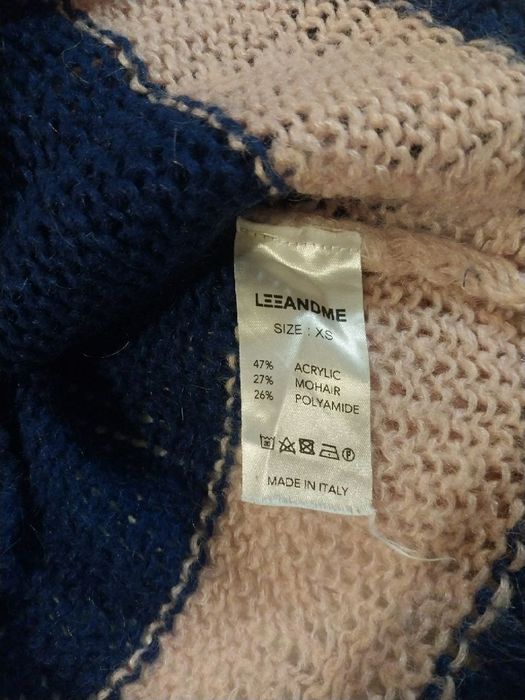 LEEANDME
SIZE : XS
47% ACRYLIC
27% MOHAIR
26% POLYAMIDE
P
MADE IN ITALY